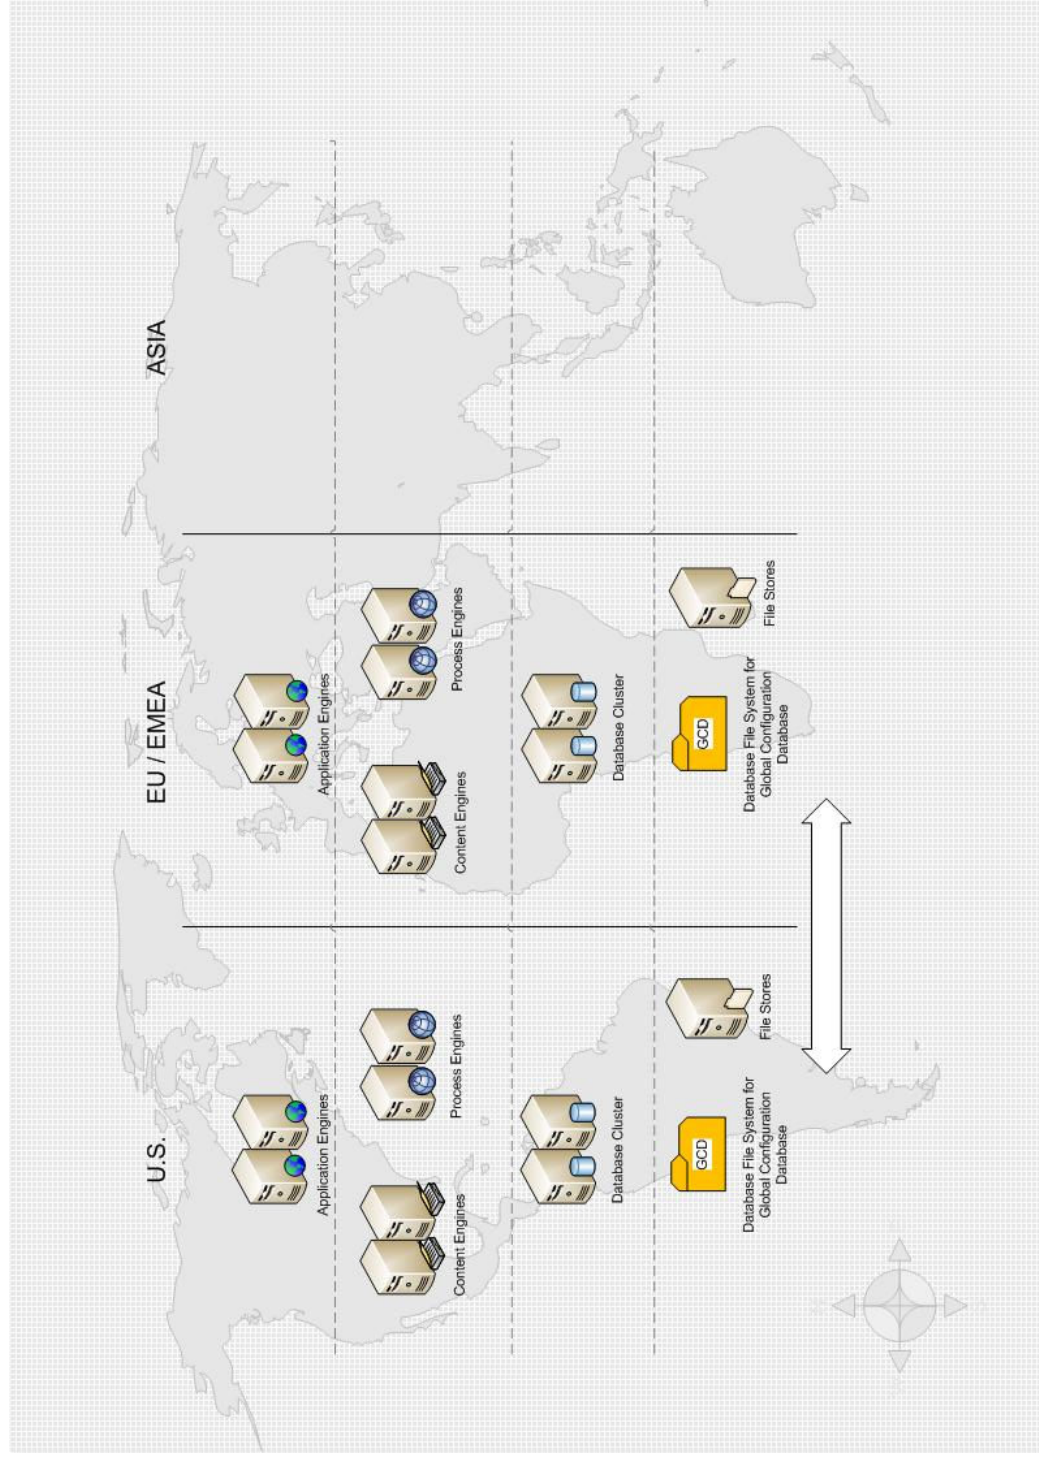 U.S.
EU / EMEA
ASIA
Application Engines
Application Engines
Content Engines
Process Engines
Content Engines
Process Engines
Database Cluster
Database Cluster
GCD
Database File System for
Global Configuration
Database
File Stores
GCD
Database File System for
Global Configuration
Database
File Stores